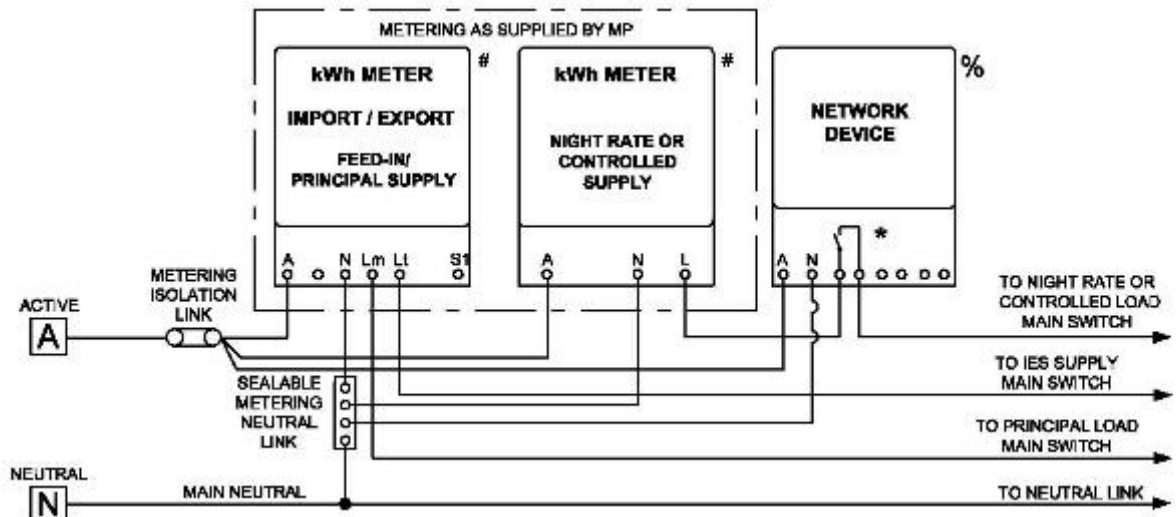 METERING AS SUPPLIED BY MP
kWh METER
IMPORT / EXPORT
FEED-IN/
PRINCIPAL SUPPLY
#
kWh METER
NIGHT RATE OR
CONTROLLED
SUPPLY
#
NETWORK
DEVICE
%
*
A N Lm Lt S1
A N L
A N
METERING
ISOLATION
LINK
ACTIVE
A
SEALABLE
METERING
NEUTRAL
LINK
NEUTRAL
N
MAIN NEUTRAL
TO NIGHT RATE OR
CONTROLLED LOAD
MAIN SWITCH
TO IES SUPPLY
MAIN SWITCH
TO PRINCIPAL LOAD
MAIN SWITCH
TO NEUTRAL LINK